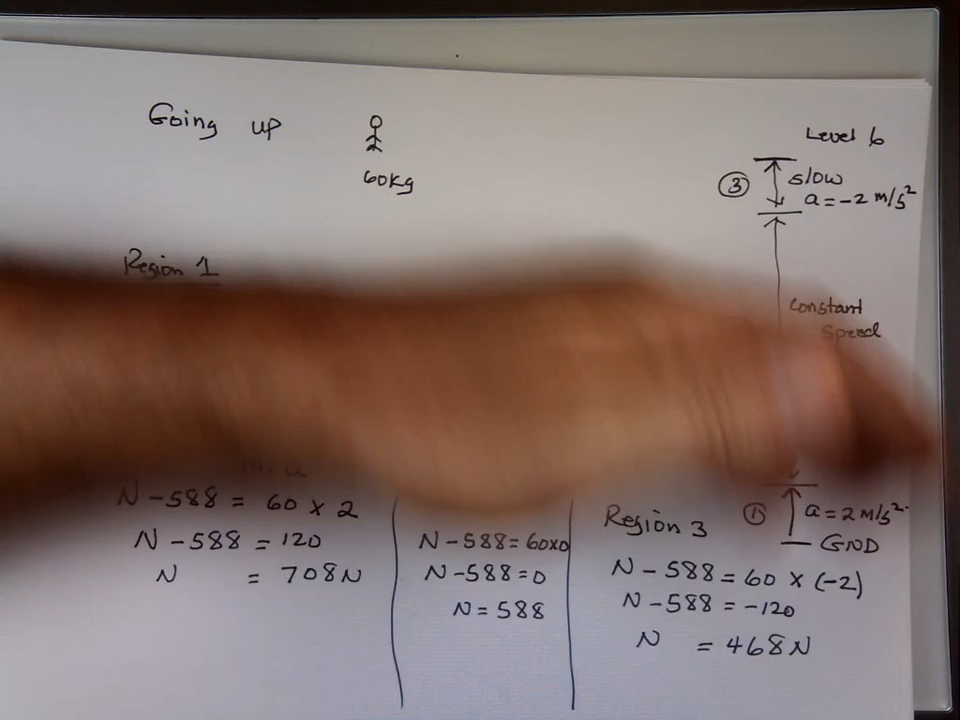 Going up
60Kg
Level 6
③ slow
a = -2 m/s²
Constant
Speed
Region 1
N - 588 = 60 x 2
N - 588 = 120
N = 708N
N - 588 = 60x0
N - 588 = 0
N = 588
① a = 2 m/s²
GND
Region 3
N - 588 = 60 x (-2)
N - 588 = -120
N = 468N